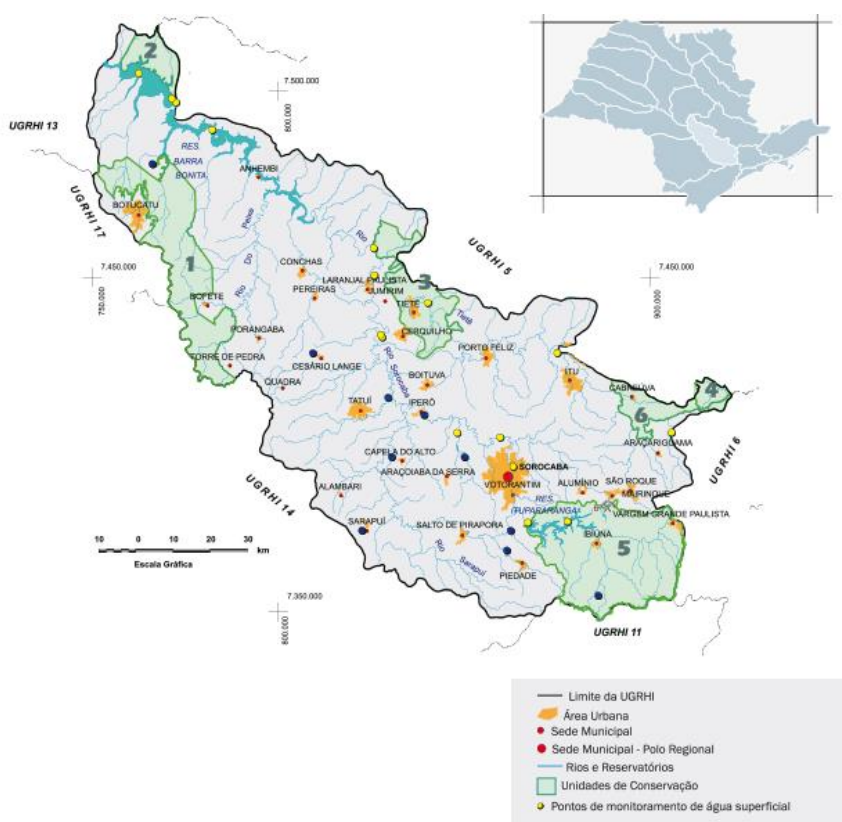 2
7.500.000
800.000
UGRHI 13
RES.
BARRA
BONITA
ANHEMBI
UGRHI 17
BOTUCATU
Rio Do Peixe
Rio
UGRHI 5
7.450.000
750.000
1
CONCHAS
LARANJAL PAULISTA
3
JUMIRIM
PEREIRAS
TIETÊ
Tietê
7.450.000
900.000
BOFETE
PORANGABA
CERQUILHO
PORTO FELIZ
TORRE DE PEDRA
CESÁRIO LANGE
Rio Sorocaba
QUADRA
BOITUVA
ITU
CABREÚVA
4
TATUÍ
IPERÓ
6
ARAÇARIGUAMA
UGRHI 6
CAPELA DO ALTO
SOROCABA
ARAÇOIABA DA SERRA
VOTORANTIM
ALUMÍNIO
SÃO ROQUE
MAIRINQUE
UGRHI 14
ALAMBARI
RES.
ITUPARARANGA
VARGEM GRANDE PAULISTA
SARAPUÍ
SALTO DE PIRAPORA
IBIÚNA
5
Rio Sarapuí
PIEDADE
10 0 10 20 30 km
Escala Gráfica
7.350.000
800.000
UGRHI 11
Limite da UGRHI
Área Urbana
Sede Municipal
Sede Municipal - Polo Regional
Rios e Reservatórios
Unidades de Conservação
Pontos de monitoramento de água superficial